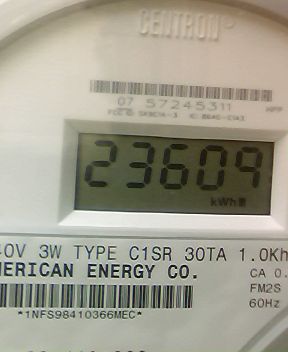 CENTRON
07 57245311
23609
kWh
40V 3W TYPE C1SR 30TA 1.0Kh
MERICAN ENERGY CO.
CA 0.
FM2S
60Hz
*1NFS98410366MEC*